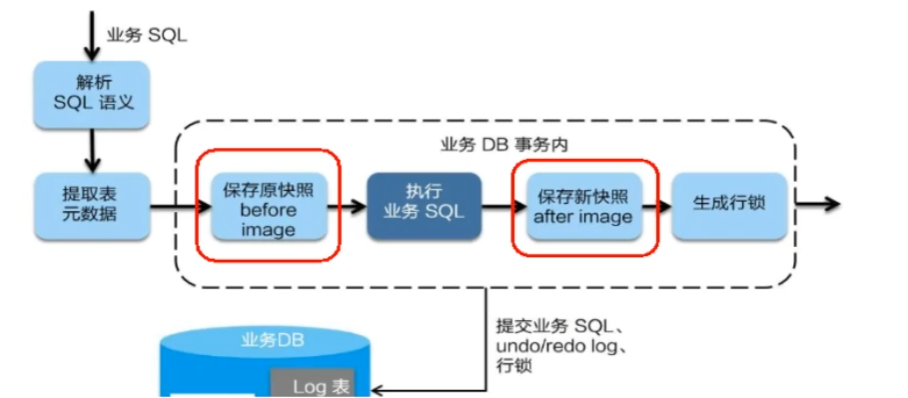 业务 SQL
解析
SQL 语义
业务 DB 事务内
提取表
元数据
保存原快照
before
image
执行
业务 SQL
保存新快照
after image
生成行锁
提交业务 SQL、
undo/redo log、
行锁
业务DB
Log 表